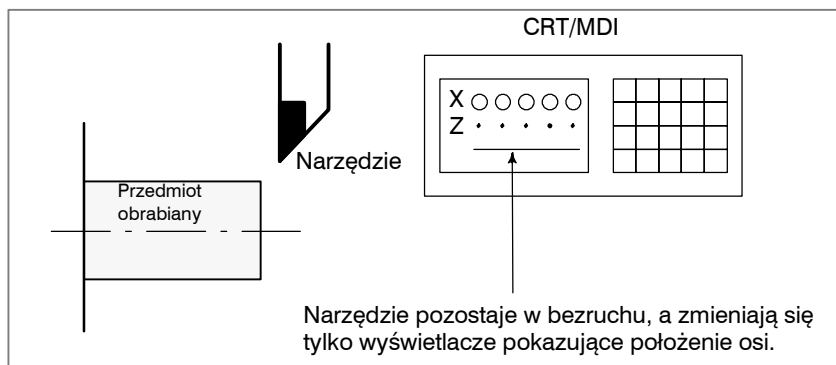 CRT/MDI
X
Z
Narzędzie
Przedmiot
obrabiany
Narzędzie pozostaje w bezruchu, a zmieniają się
tylko wyświetlacze pokazujące położenie osi.